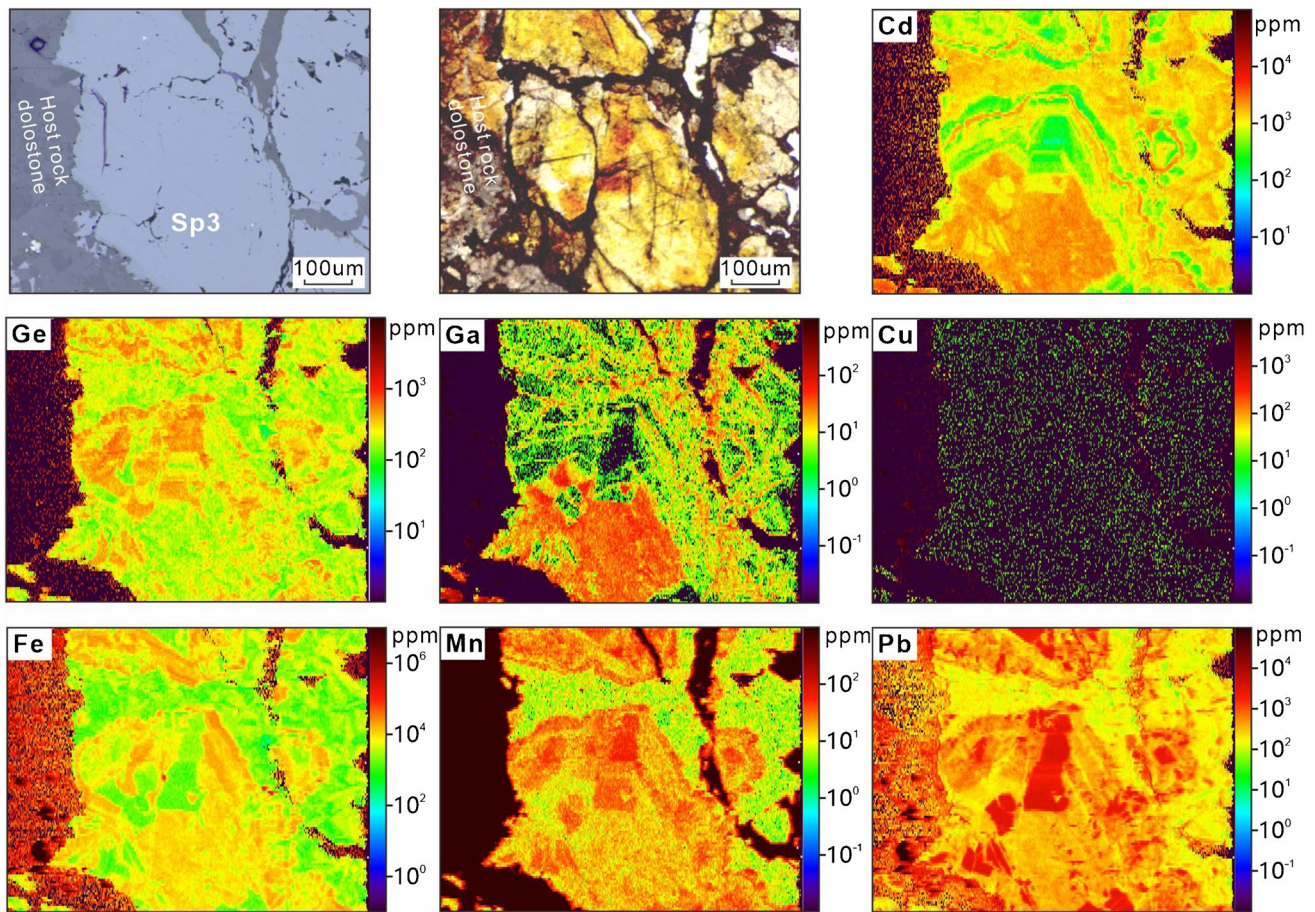 Host rock
dolostone
Sp3
100um
Host rock
dolostone
100um
Cd
ppm
10⁴
10³
10²
10¹
Ge
ppm
10³
10²
10¹
Ga
ppm
10²
10¹
10⁰
10⁻¹
Cu
ppm
10³
10²
10¹
10⁰
10⁻¹
Fe
ppm
10⁶
10⁴
10²
10⁰
Mn
ppm
10²
10¹
10⁰
10⁻¹
Pb
ppm
10⁴
10³
10²
10¹
10⁰
10⁻¹